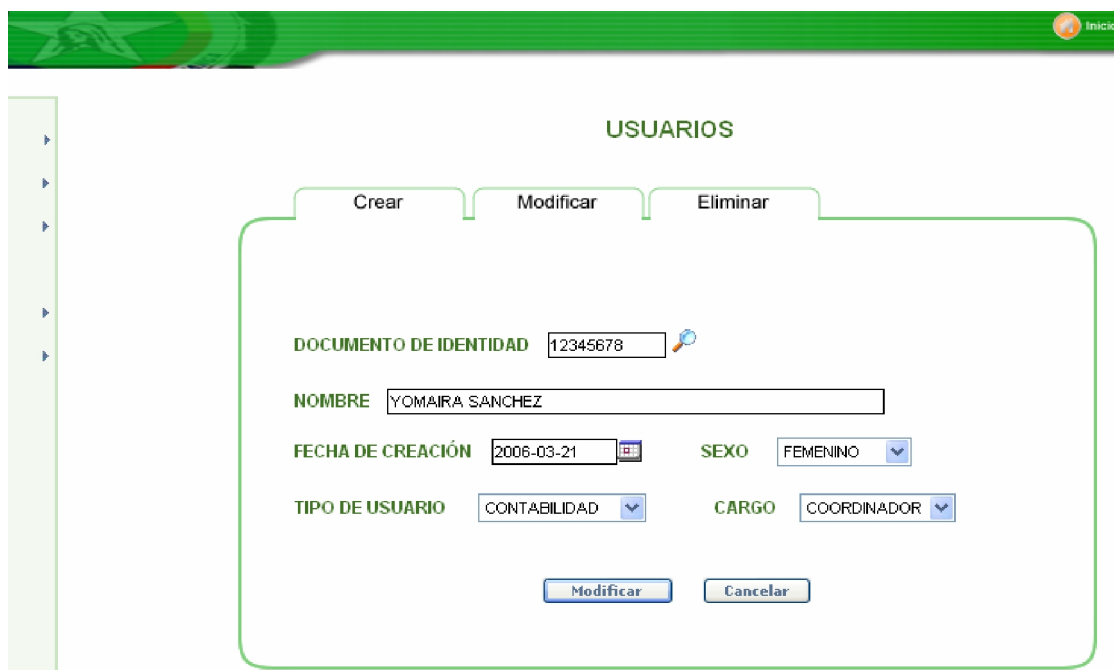 Inicio
USUARIOS
Crear Modificar Eliminar
DOCUMENTO DE IDENTIDAD 12345678
NOMBRE YOMAIRA SANCHEZ
FECHA DE CREACIÓN 2006-03-21 SEXO FEMENINO
TIPO DE USUARIO CONTABILIDAD CARGO COORDINADOR
Modificar Cancelar